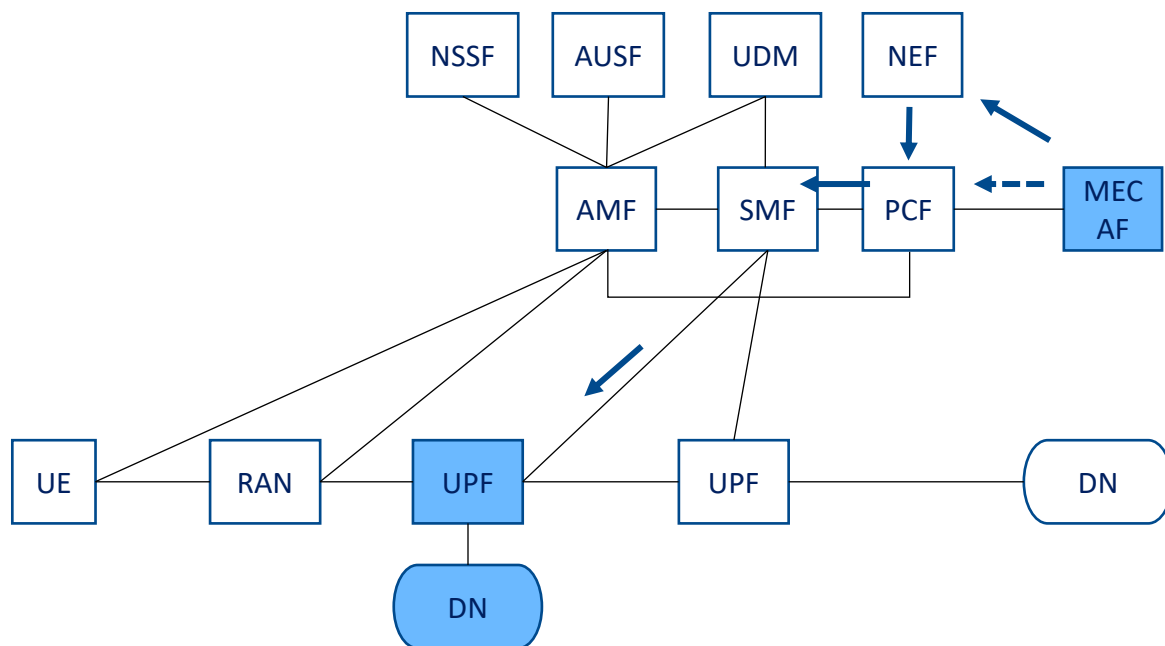 NSSF
AUSF
UDM
NEF
AMF
SMF
PCF
MEC
AF
UE
RAN
UPF
UPF
DN
DN